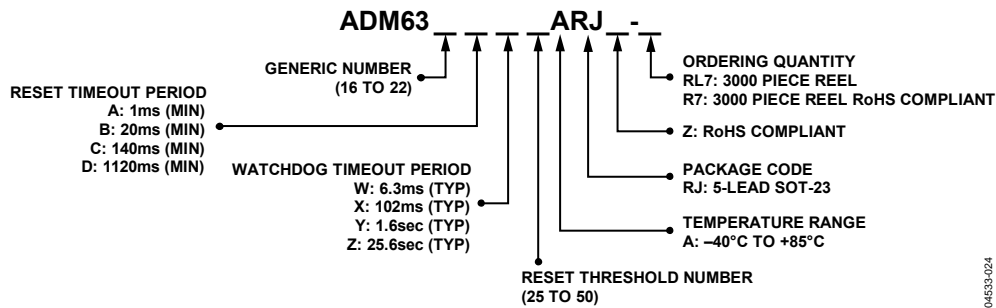 ADM63_ _ _ _ ARJ_ - _
GENERIC NUMBER
(16 TO 22)
RESET TIMEOUT PERIOD
A: 1ms (MIN)
B: 20ms (MIN)
C: 140ms (MIN)
D: 1120ms (MIN)
WATCHDOG TIMEOUT PERIOD
W: 6.3ms (TYP)
X: 102ms (TYP)
Y: 1.6sec (TYP)
Z: 25.6sec (TYP)
RESET THRESHOLD NUMBER
(25 TO 50)
ORDERING QUANTITY
RL7: 3000 PIECE REEL
R7: 3000 PIECE REEL RoHS COMPLIANT
Z: RoHS COMPLIANT
PACKAGE CODE
RJ: 5-LEAD SOT-23
TEMPERATURE RANGE
A: –40°C TO +85°C
04533-024